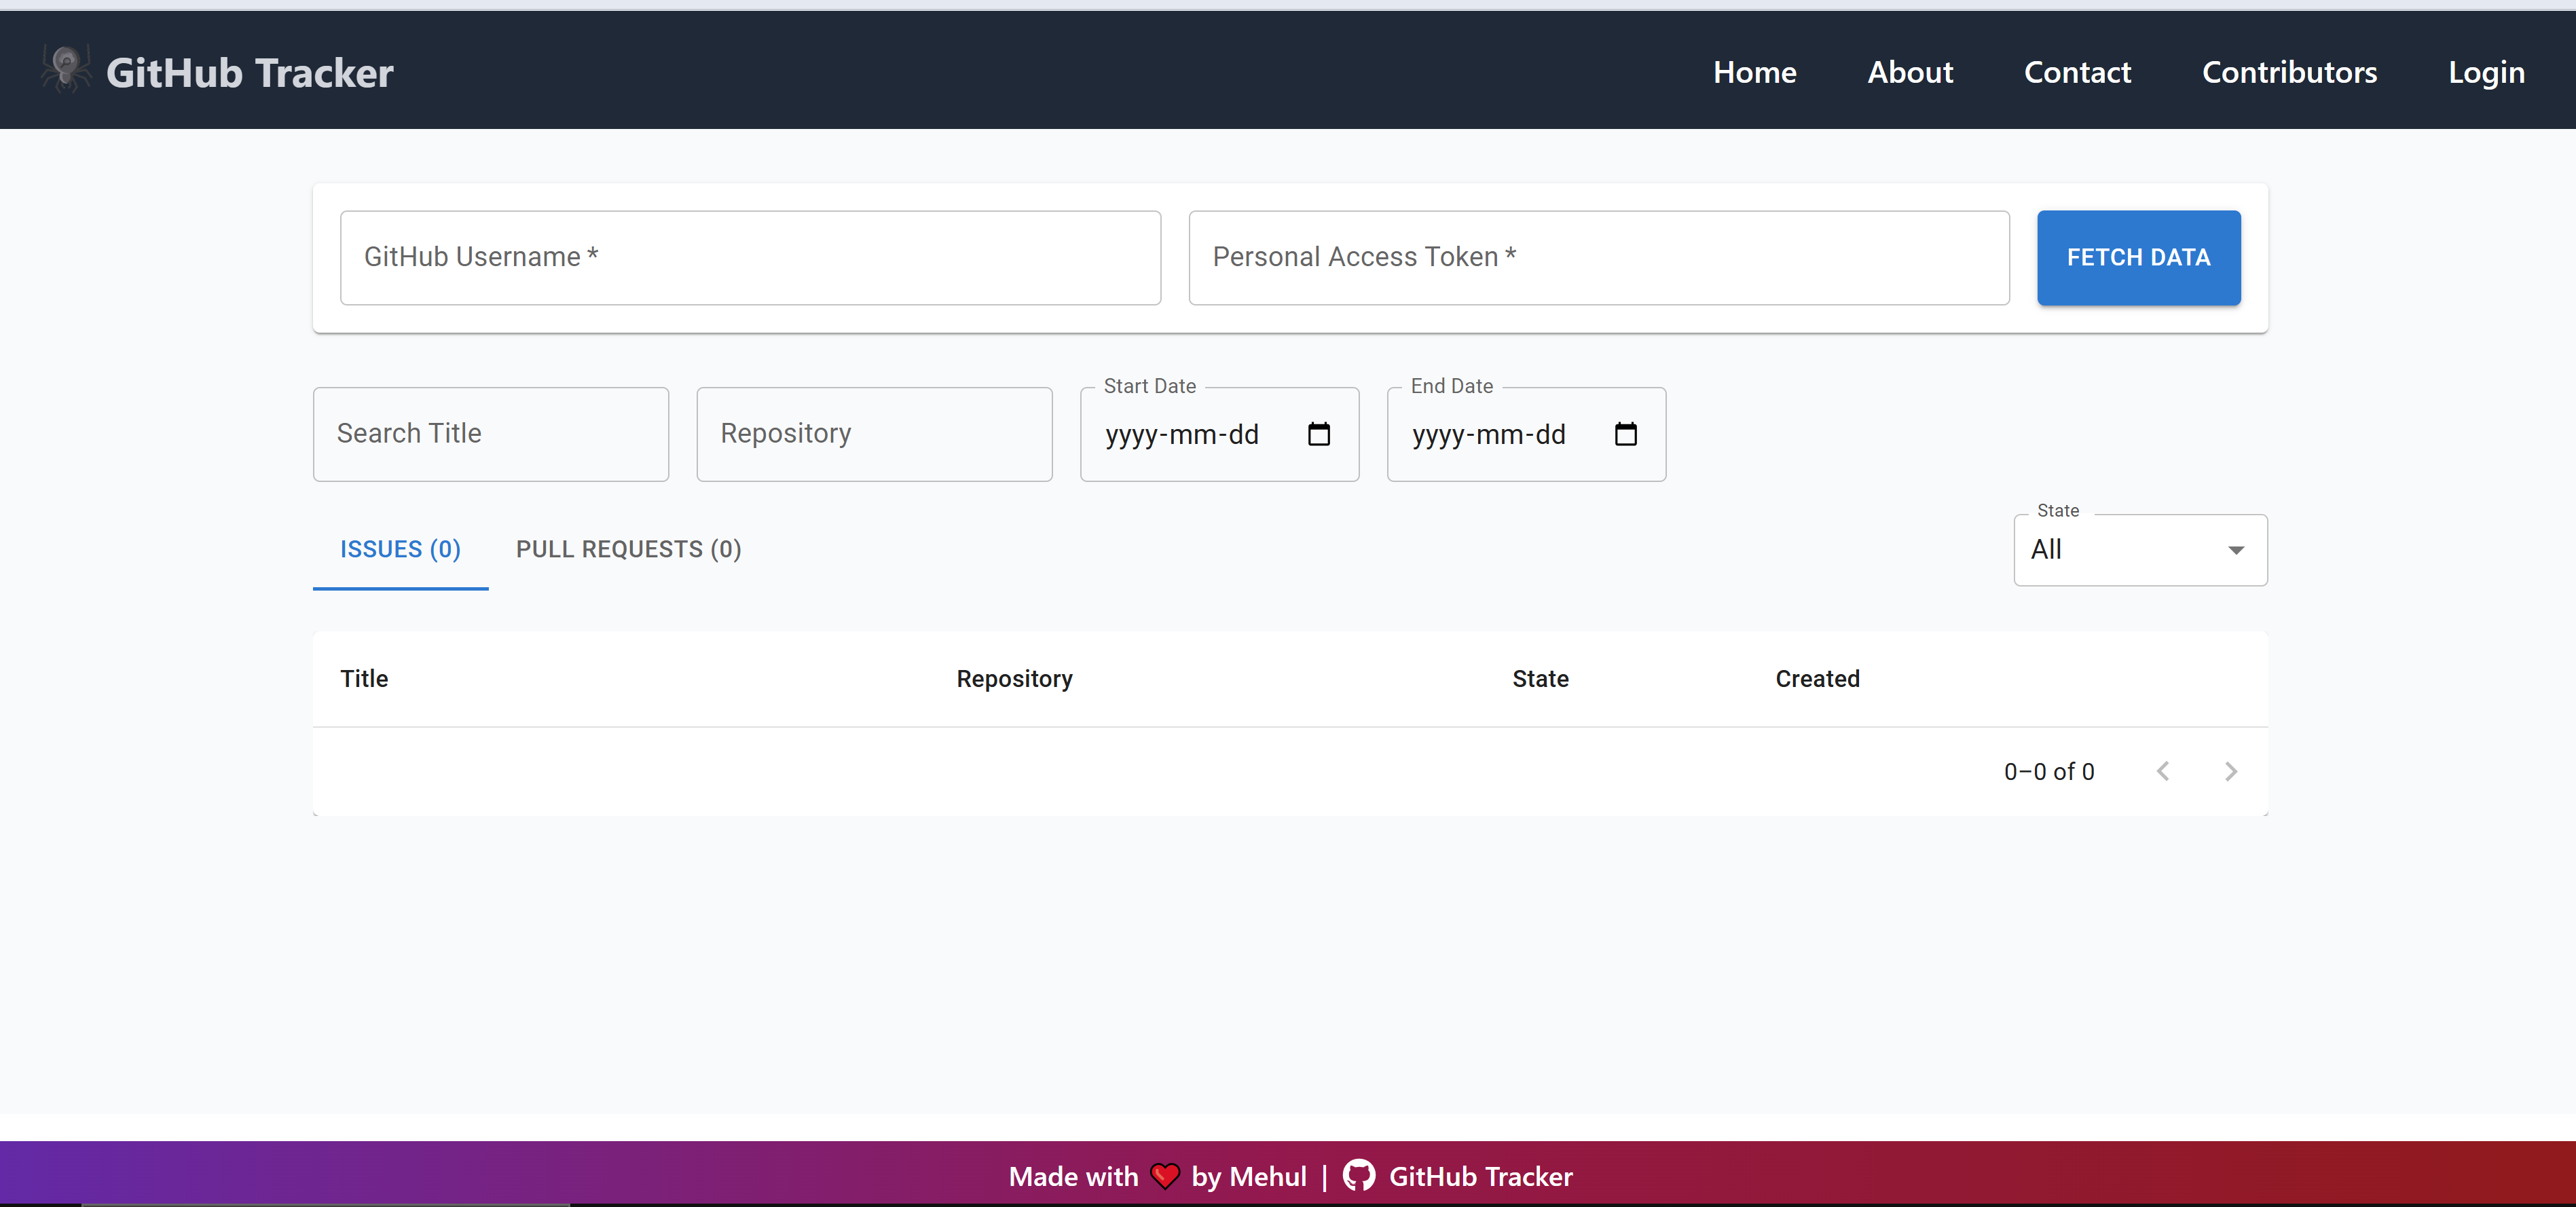 GitHub Tracker Home About Contact Contributors Login
GitHub Username * Personal Access Token * FETCH DATA
Start Date End Date
Search Title Repository yyyy-mm-dd yyyy-mm-dd
State
ISSUES (0) PULL REQUESTS (0) All
Title Repository State Created
0–0 of 0
Made with ❤️ by Mehul | GitHub Tracker